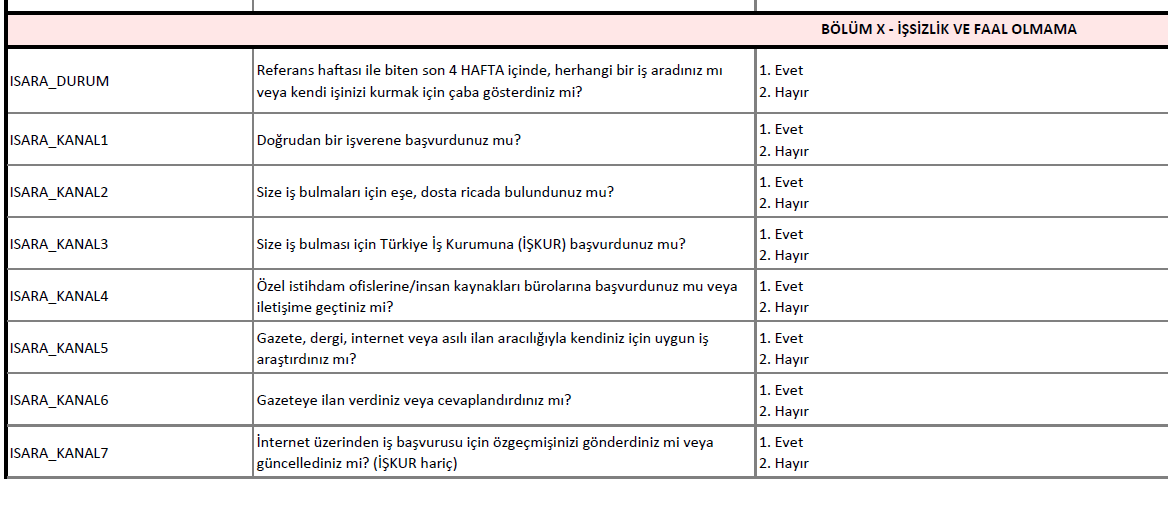 BÖLÜM X - İŞSİZLİK VE FAAL OLMAMA
ISARA_DURUM
Referans haftası ile biten son 4 HAFTA içinde, herhangi bir iş aradınız mı
veya kendi işinizi kurmak için çaba gösterdiniz mi?
1. Evet
2. Hayır
ISARA_KANAL1
Doğrudan bir işverene başvurdunuz mu?
1. Evet
2. Hayır
ISARA_KANAL2
Size iş bulmaları için eşe, dosta ricada bulundunuz mu?
1. Evet
2. Hayır
ISARA_KANAL3
Size iş bulması için Türkiye İş Kurumuna (İŞKUR) başvurdunuz mu?
1. Evet
2. Hayır
ISARA_KANAL4
Özel istihdam ofislerine/insan kaynakları bürolarına başvurdunuz mu veya
iletişime geçtiniz mi?
1. Evet
2. Hayır
ISARA_KANAL5
Gazete, dergi, internet veya asılı ilan aracılığıyla kendiniz için uygun iş
araştırdınız mı?
1. Evet
2. Hayır
ISARA_KANAL6
Gazeteye ilan verdiniz veya cevaplandırdınız mı?
1. Evet
2. Hayır
ISARA_KANAL7
İnternet üzerinden iş başvurusu için özgeçmişinizi gönderdiniz mi veya
güncellediniz mi? (İŞKUR hariç)
1. Evet
2. Hayır